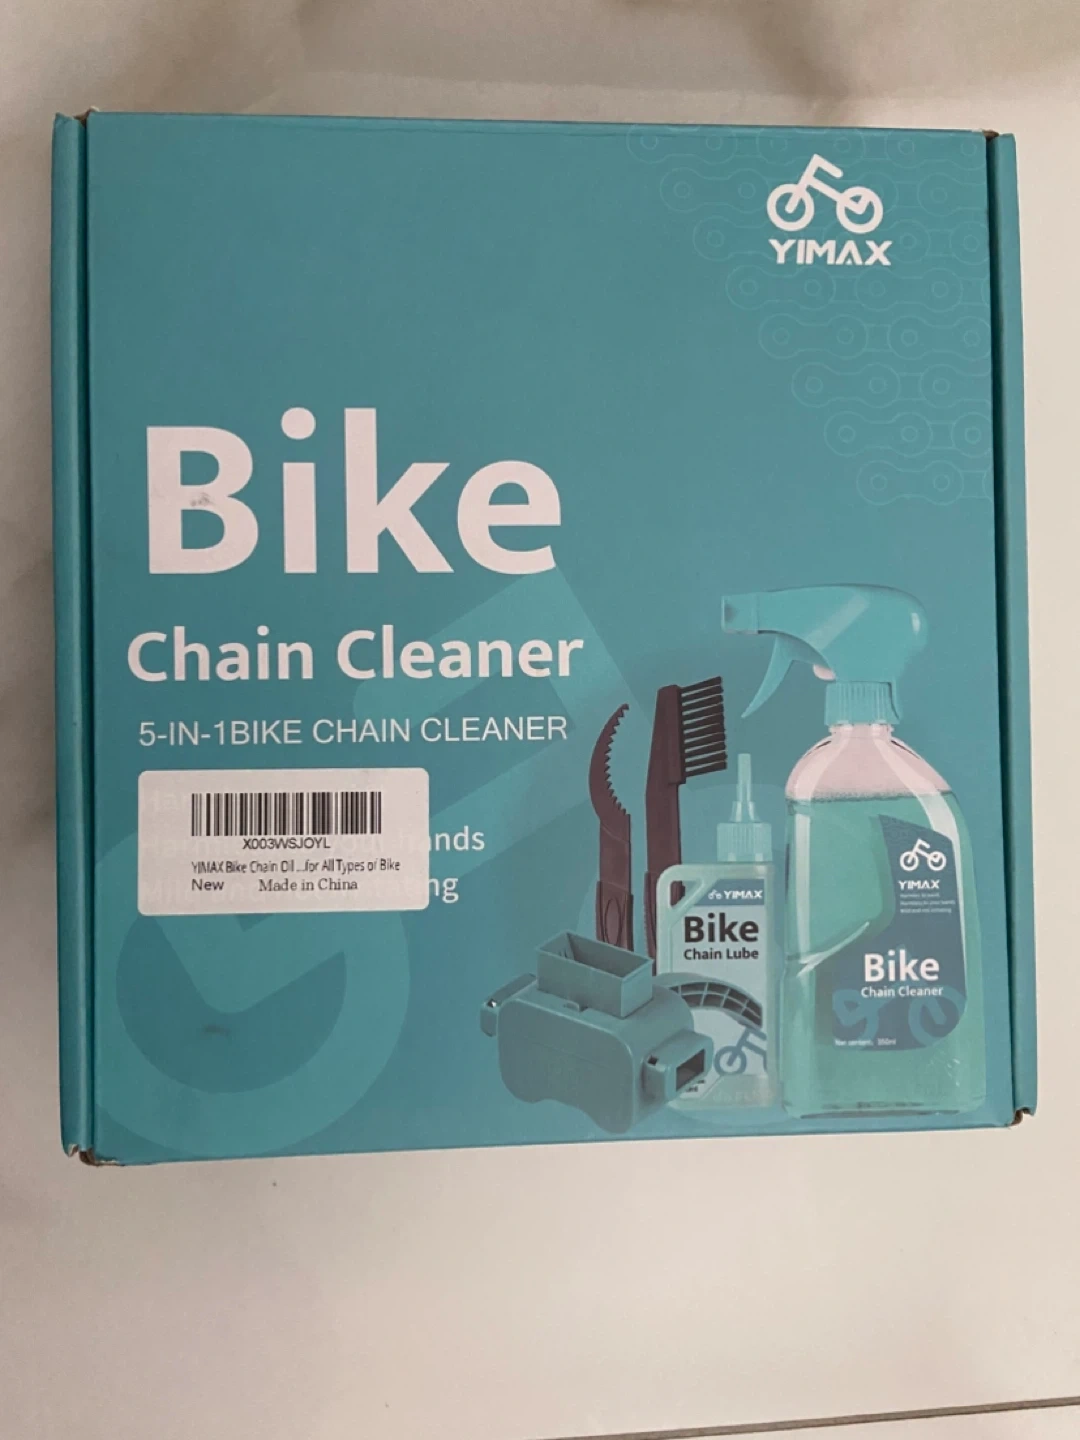 YIMAX
Bike
Chain Cleaner
5-IN-1BIKE CHAIN CLEANER
X003WSJOYL
YIMAX Bike Chain Oil ...for All Types of Bike
New Made in China
YIMAX
Bike
Chain Lube
YIMAX
Bike
Chain Cleaner